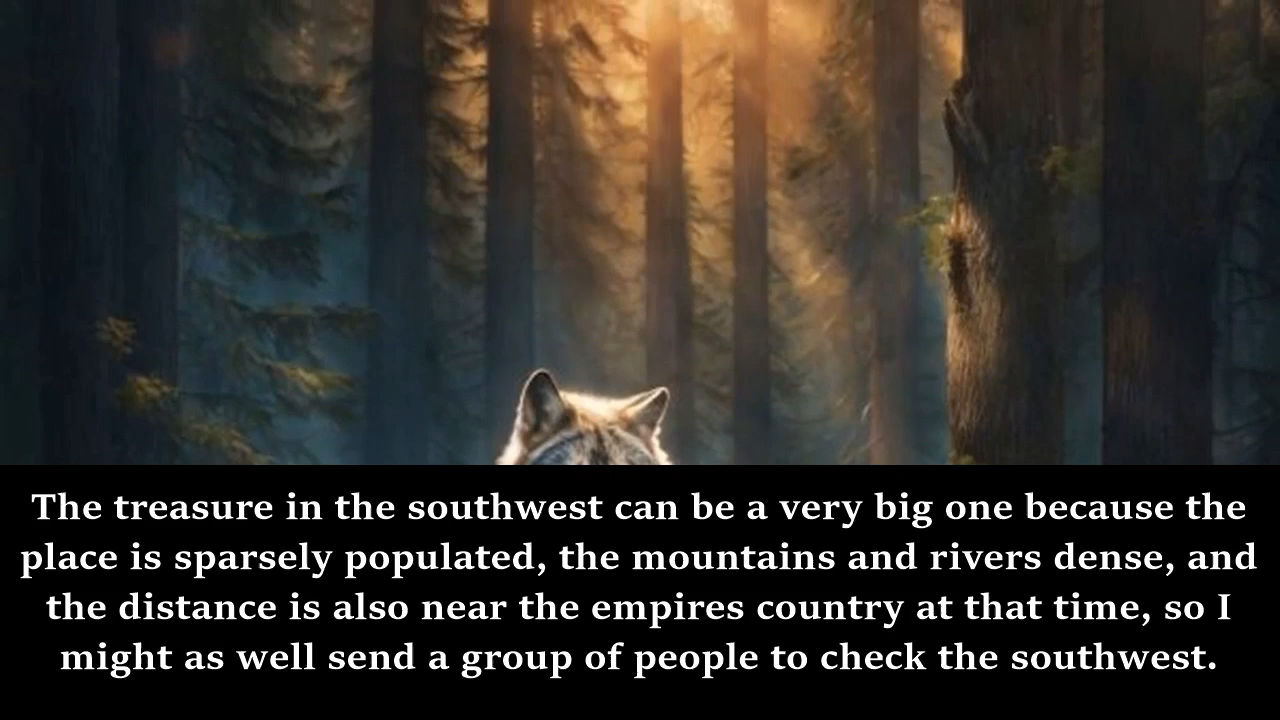 The treasure in the southwest can be a very big one because the
place is sparsely populated, the mountains and rivers dense, and
the distance is also near the empires country at that time, so I
might as well send a group of people to check the southwest.